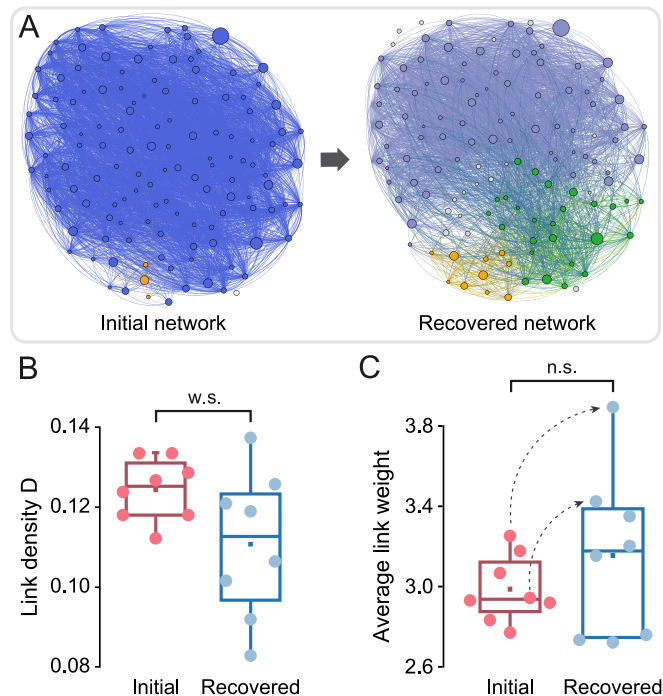 A
Initial network
Recovered network
B
w.s.
Link density D
0.14
0.12
0.10
0.08
Initial
Recovered
C
n.s.
Average link weight
3.8
3.4
3.0
2.6
Initial
Recovered